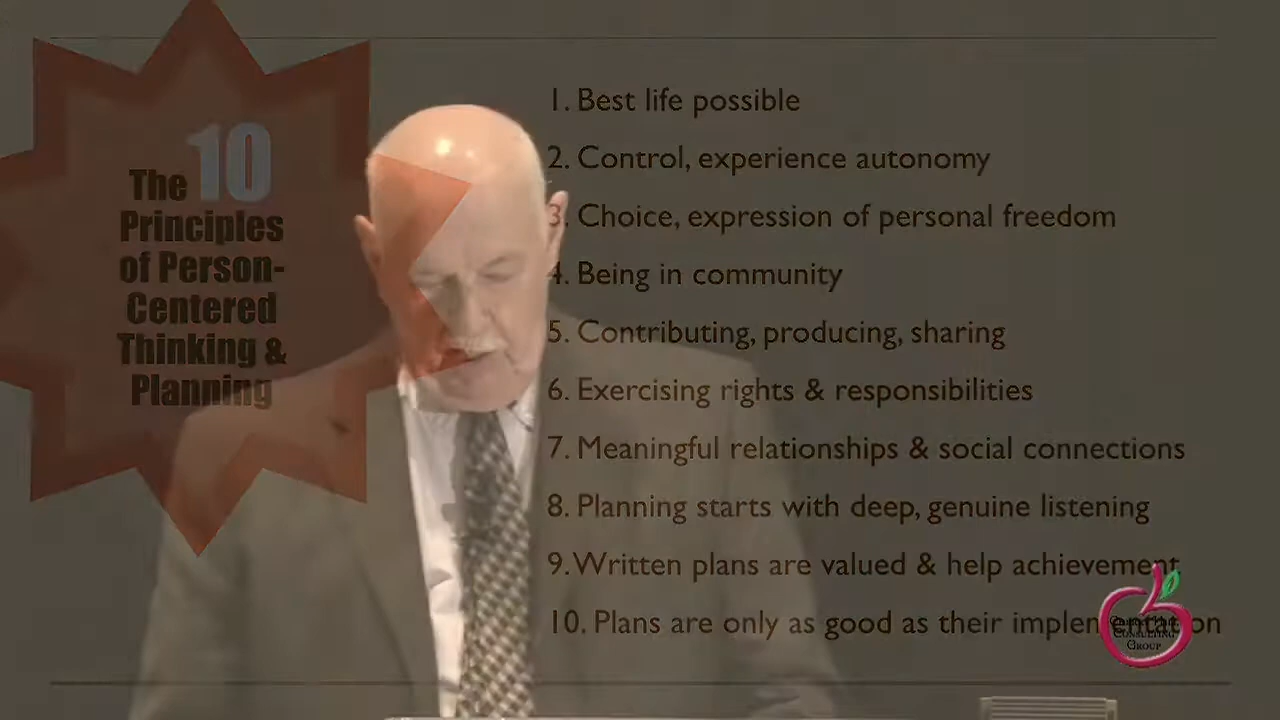 The 10
Principles
of Person-
Centered
Thinking &
Planning
1. Best life possible
2. Control, experience autonomy
3. Choice, expression of personal freedom
4. Being in community
5. Contributing, producing, sharing
6. Exercising rights & responsibilities
7. Meaningful relationships & social connections
8. Planning starts with deep, genuine listening
9. Written plans are valued & help achievement
10. Plans are only as good as their implementation
Consulting
Group